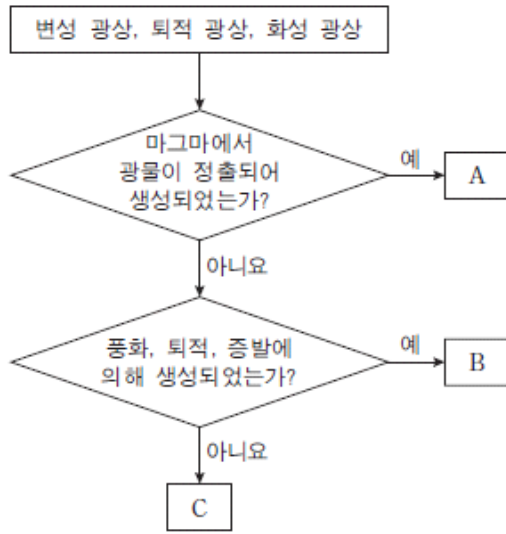 변성 광상, 퇴적 광상, 화성 광상
마그마에서
광물이 정출되어
생성되었는가?
예
A
아니요
풍화, 퇴적, 증발에
의해 생성되었는가?
예
B
아니요
C